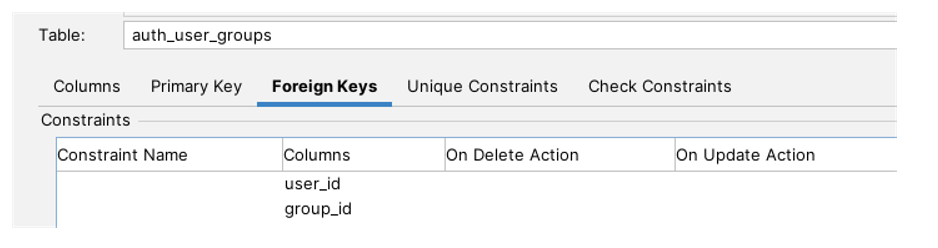 Table: auth_user_groups
Columns Primary Key Foreign Keys Unique Constraints Check Constraints
Constraints
Constraint Name Columns On Delete Action On Update Action
user_id
group_id